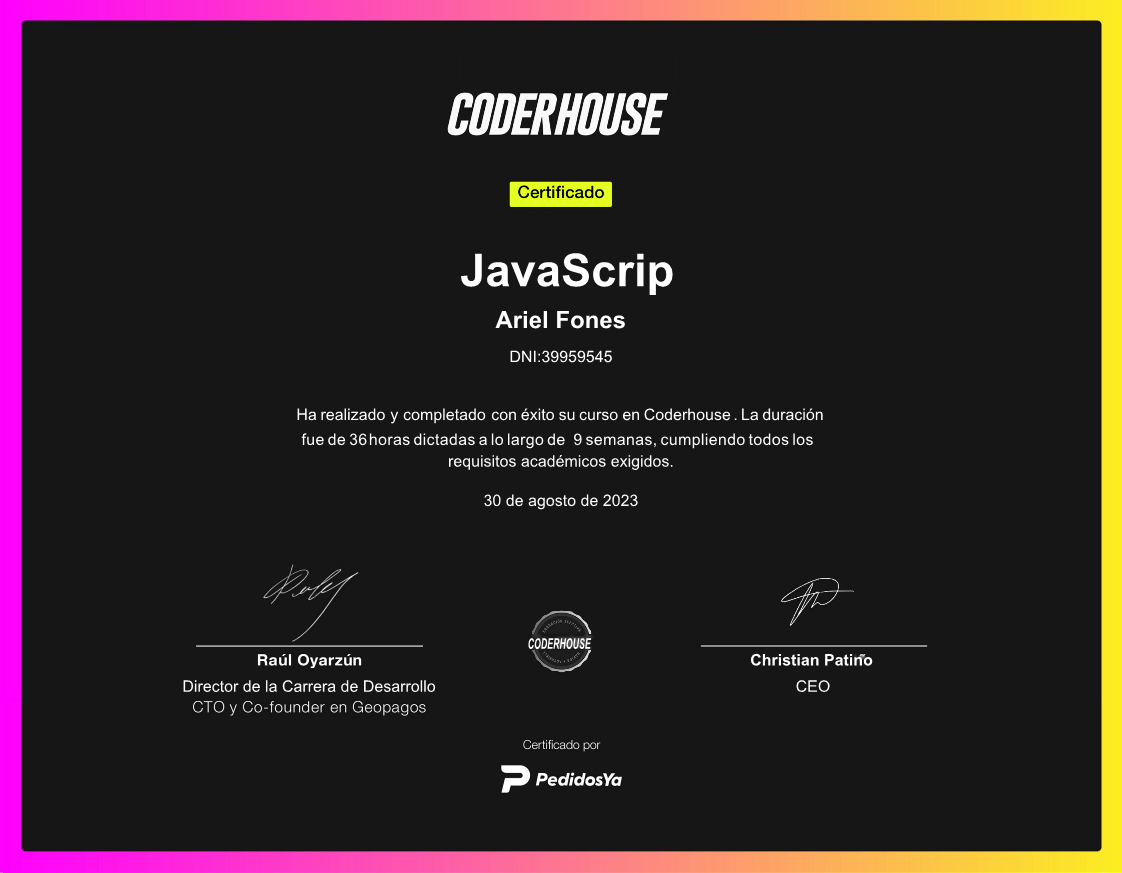 CODERHOUSE
Certificado
JavaScrip
Ariel Fones
DNI:39959545
Ha realizado y completado con éxito su curso en Coderhouse . La duración
fue de 36 horas dictadas a lo largo de 9 semanas, cumpliendo todos los
requisitos académicos exigidos.
30 de agosto de 2023
CODERHOUSE
Raúl Oyarzún
Christian Patiño
Director de la Carrera de Desarrollo
CEO
CTO y Co-founder en Geopagos
Certificado por
PedidosYa